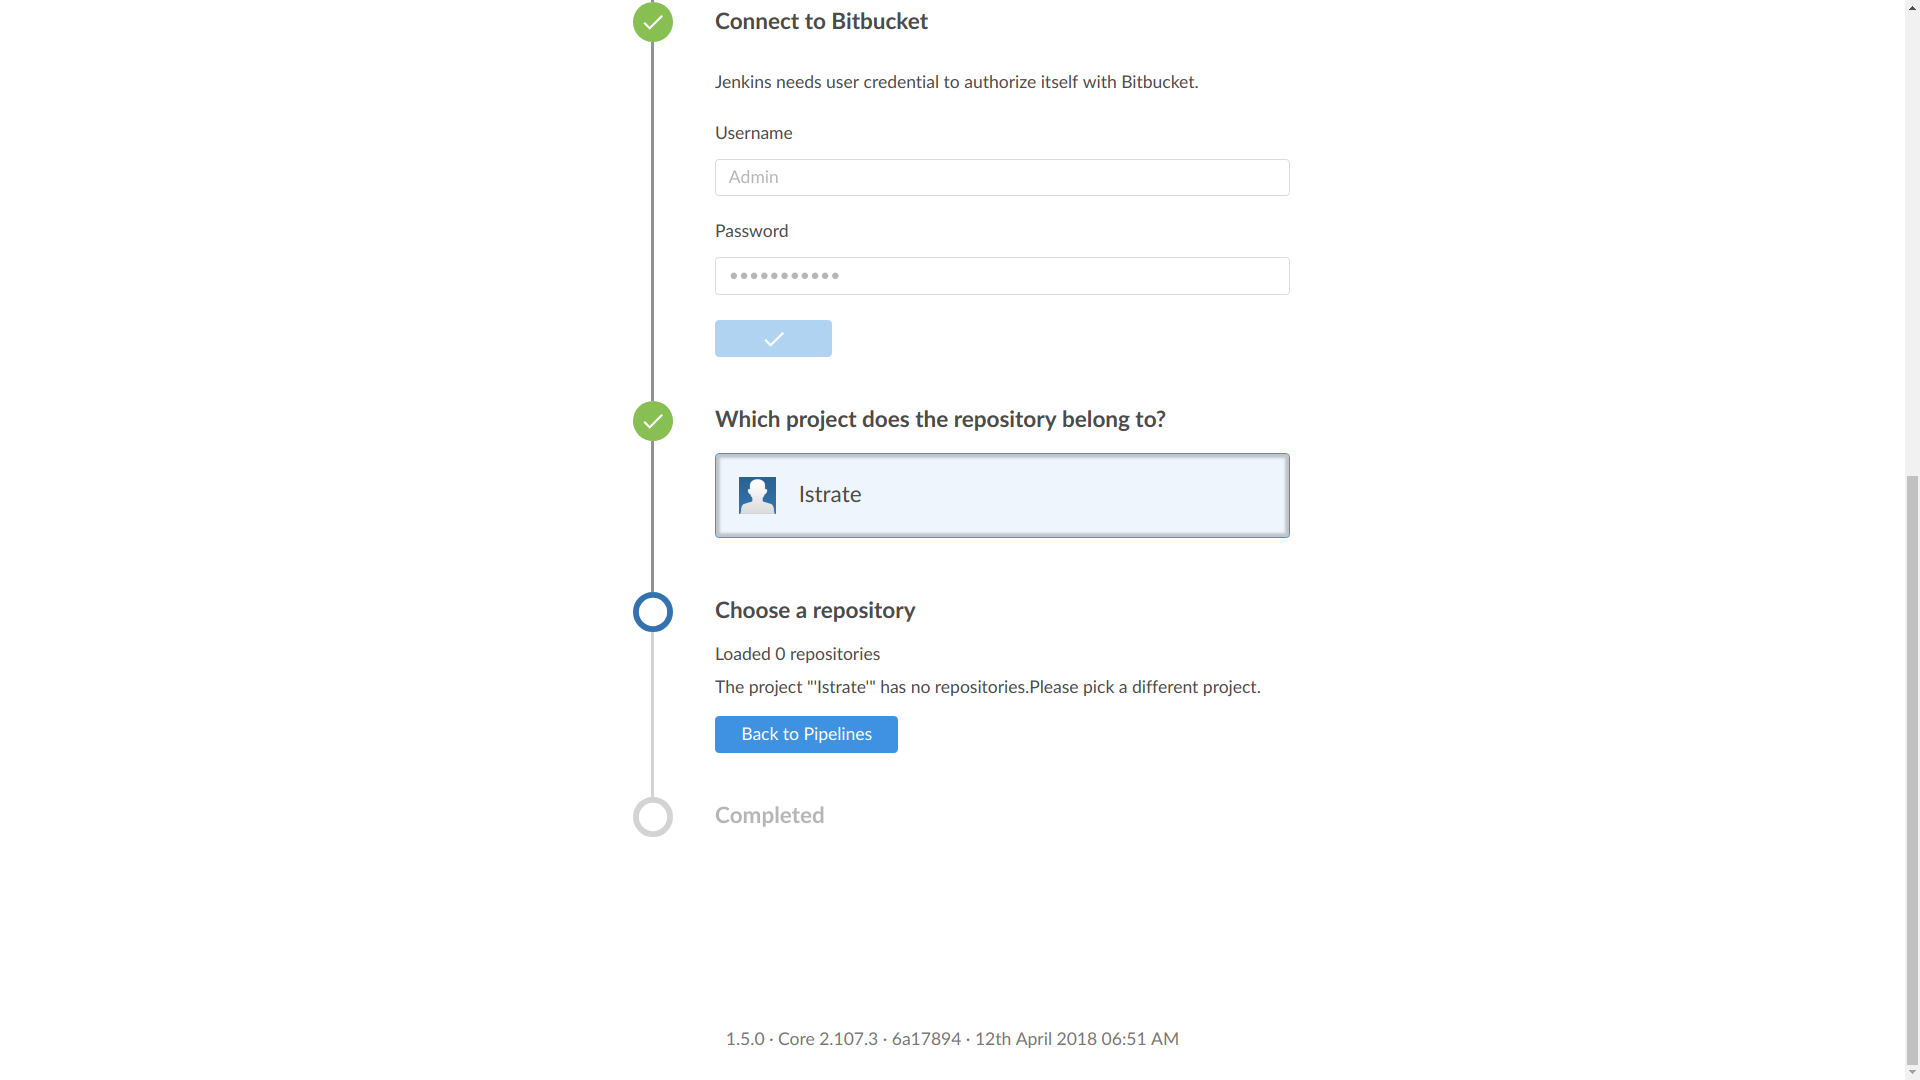 Connect to Bitbucket
Jenkins needs user credential to authorize itself with Bitbucket.
Username
Admin
Password
•••••••••••
Which project does the repository belong to?
Istrate
Choose a repository
Loaded 0 repositories
The project "'Istrate'" has no repositories.Please pick a different project.
Back to Pipelines
Completed
1.5.0 · Core 2.107.3 · 6a17894 · 12th April 2018 06:51 AM